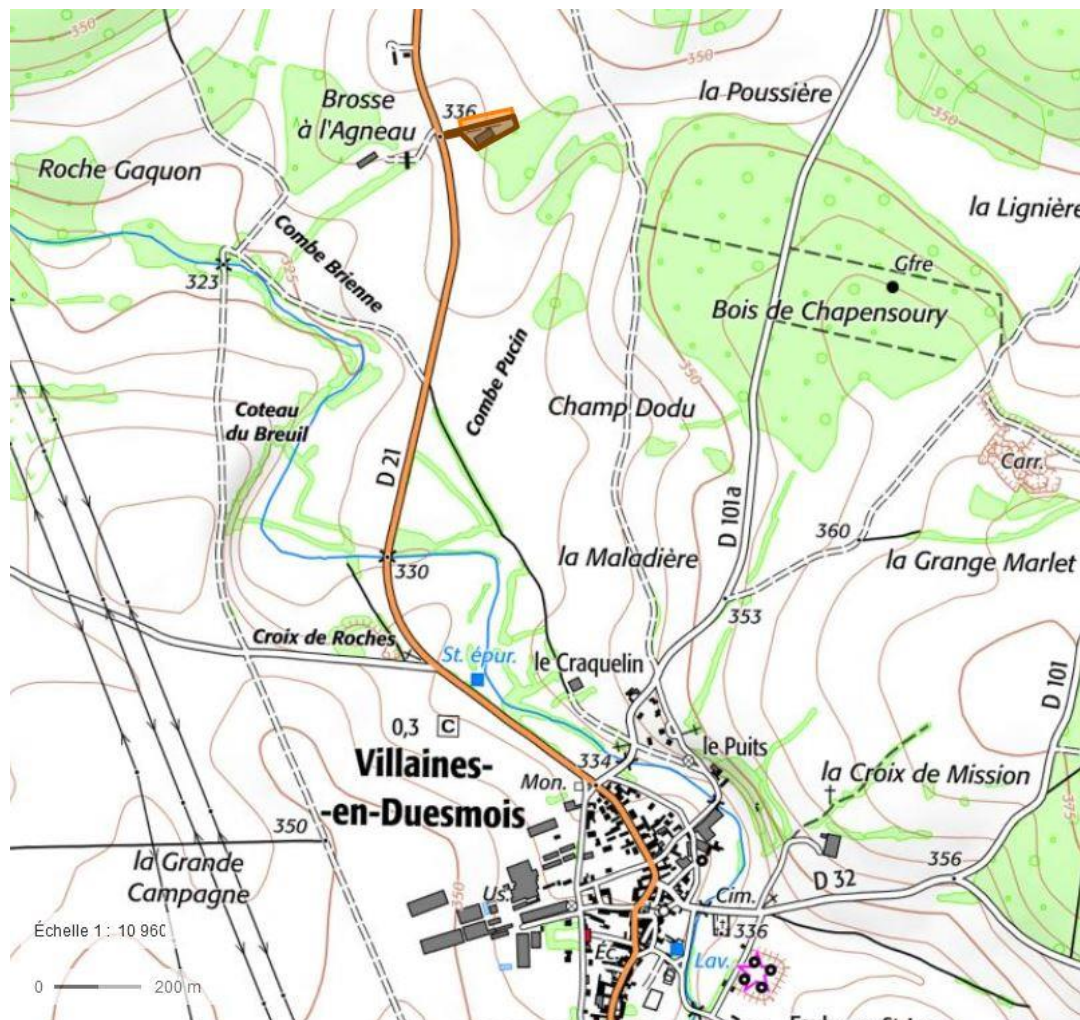 350
la Poussière
350
Brosse
à l'Agneau
336
Roche Gaquon
la Lignière
Combe Brienne
323
325
Gfre
Bois de Chapensoury
Combe Pucin
350
Champ Dodu
Coteau
du Breuil
D 21
Carr.
D 101a
360
330
la Maladière
la Grange Marlet
353
Croix de Roches
St. épur.
le Craquelin
D 101
0,3
C
le Puits
Villaines-
-en-Duesmois
334
Mon.
la Croix de Mission
375
350
la Grande
Campagne
350
Us.
356
D 32
Cim.
336
Éc.
Lav.
Échelle 1 : 10 960
0
200 m